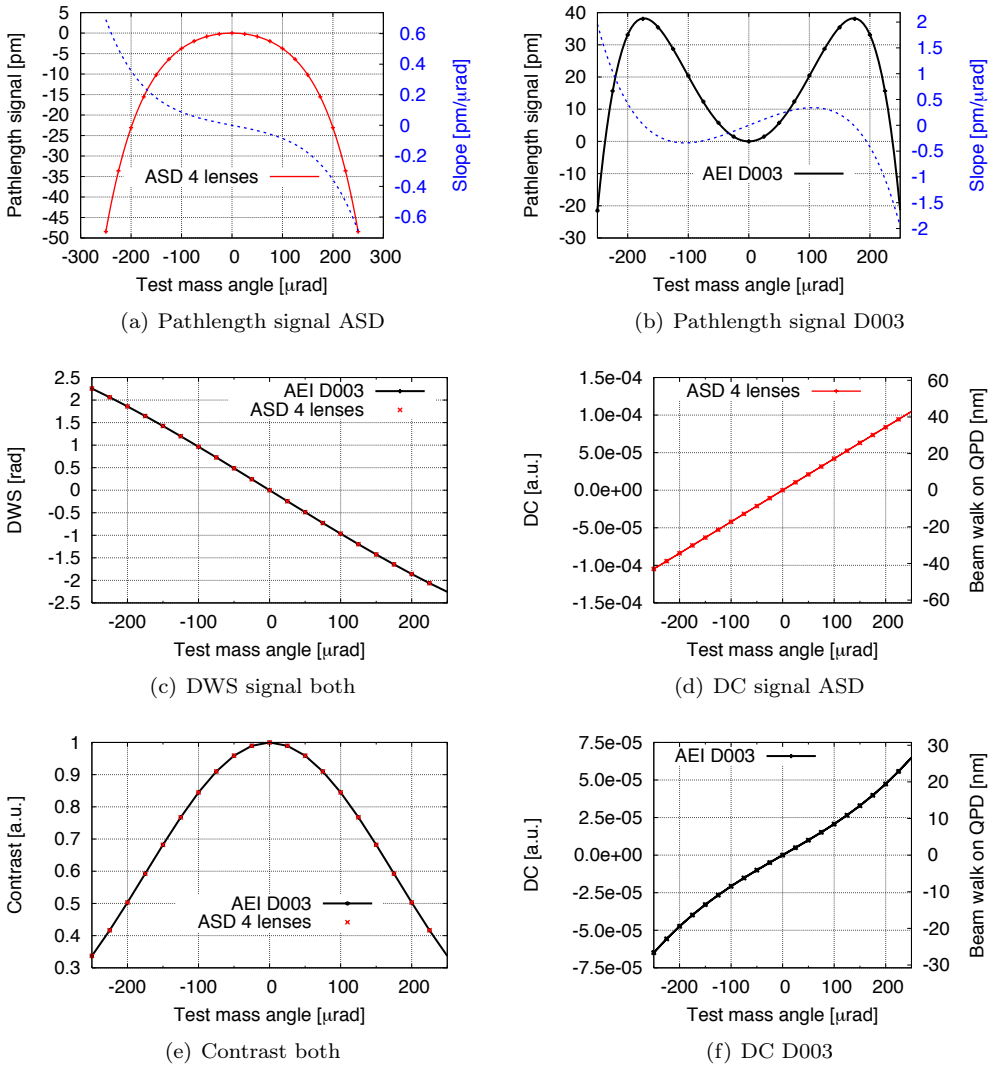 5
0
-5
-10
-15
-20
-25
-30
-35
-40
-45
-50
-300
-200
-100
0
100
200
300
0.6
0.4
0.2
0
-0.2
-0.4
-0.6
Pathlength signal [pm]
Slope [pm/μrad]
Test mass angle [μrad]
ASD 4 lenses
(a) Pathlength signal ASD
40
30
20
10
0
-10
-20
-30
-200
-100
0
100
200
2
1.5
1
0.5
0
-0.5
-1
-1.5
-2
Pathlength signal [pm]
Slope [pm/μrad]
Test mass angle [μrad]
AEI D003
(b) Pathlength signal D003
2.5
2
1.5
1
0.5
0
-0.5
-1
-1.5
-2
-2.5
-200
-100
0
100
200
DWS [rad]
Test mass angle [μrad]
AEI D003
ASD 4 lenses
(c) DWS signal both
1.5e-04
1.0e-04
5.0e-05
0.0e+00
-5.0e-05
-1.0e-04
-1.5e-04
-200
-100
0
100
200
60
40
20
0
-20
-40
-60
DC [a.u.]
Beam walk on QPD [nm]
Test mass angle [μrad]
ASD 4 lenses
(d) DC signal ASD
1
0.9
0.8
0.7
0.6
0.5
0.4
0.3
-200
-100
0
100
200
Contrast [a.u.]
Test mass angle [μrad]
AEI D003
ASD 4 lenses
(e) Contrast both
7.5e-05
5.0e-05
2.5e-05
0.0e+00
-2.5e-05
-5.0e-05
-7.5e-05
-200
-100
0
100
200
30
20
10
0
-10
-20
-30
DC [a.u.]
Beam walk on QPD [nm]
Test mass angle [μrad]
AEI D003
(f) DC D003